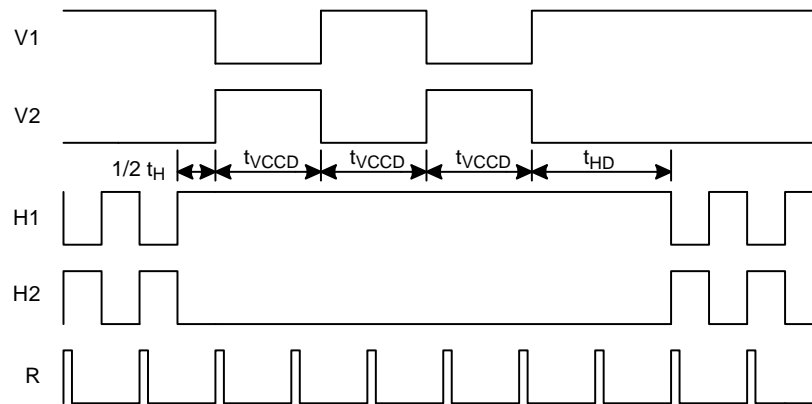 V1
V2
1/2 tH
tVCCD
tVCCD
tVCCD
tHD
H1
H2
R